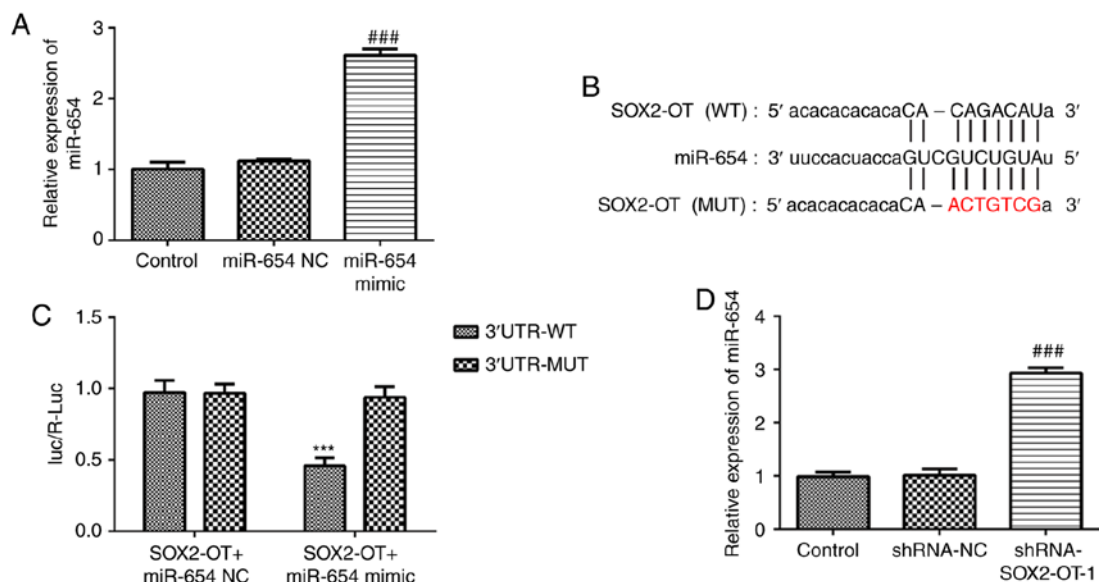 A
Relative expression of
miR-654
3
2
1
0
###
Control
miR-654 NC
miR-654
mimic
B
SOX2-OT (WT) : 5′ acacacacacaCA – CAGACAUa 3′
miR-654 : 3′ uuccacuaccaGUCGUCUGUAu 5′
SOX2-OT (MUT) : 5′ acacacacacaCA – ACTGTCGa 3′
C
luc/R-Luc
1.5
1.0
0.5
0.0
***
SOX2-OT+
miR-654 NC
SOX2-OT+
miR-654 mimic
3′UTR-WT
3′UTR-MUT
D
Relative expression of miR-654
4
3
2
1
0
###
Control
shRNA-NC
shRNA-
SOX2-OT-1